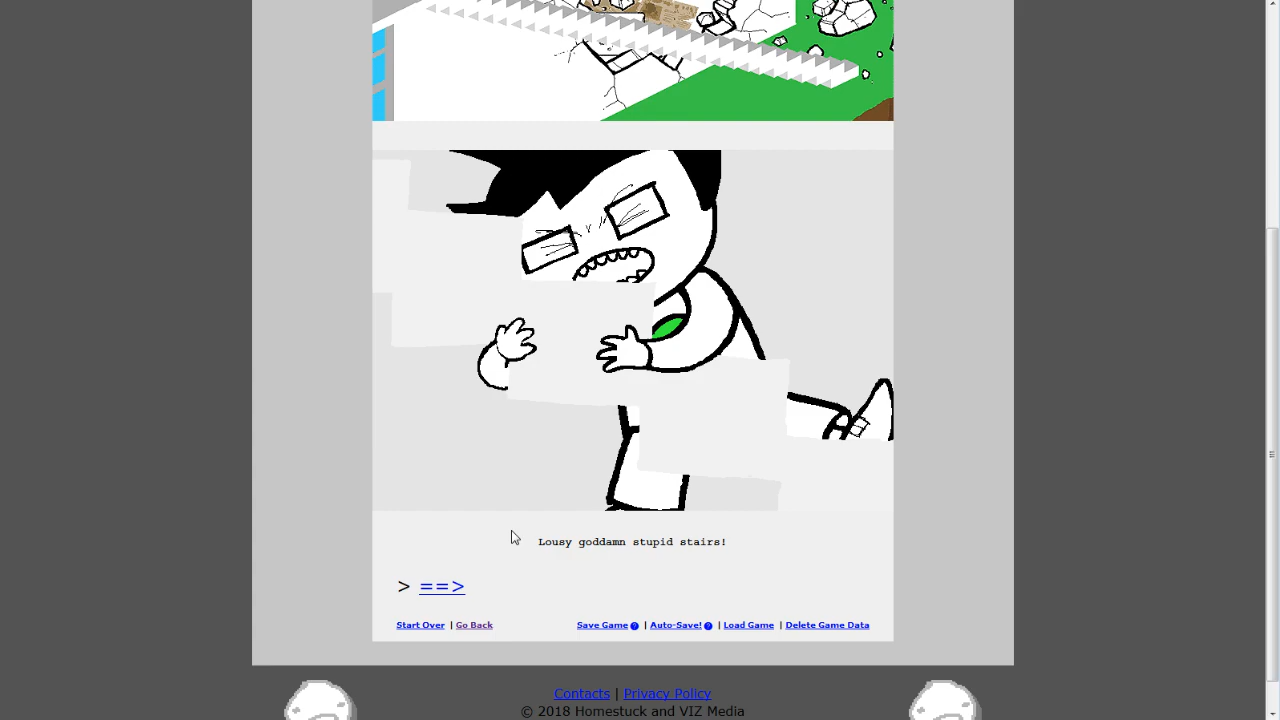 Lousy goddamn stupid stairs!
> ==>
Start Over | Go Back Save Game ? | Auto-Save! ? | Load Game | Delete Game Data
Contacts | Privacy Policy
© 2018 Homestuck and VIZ Media